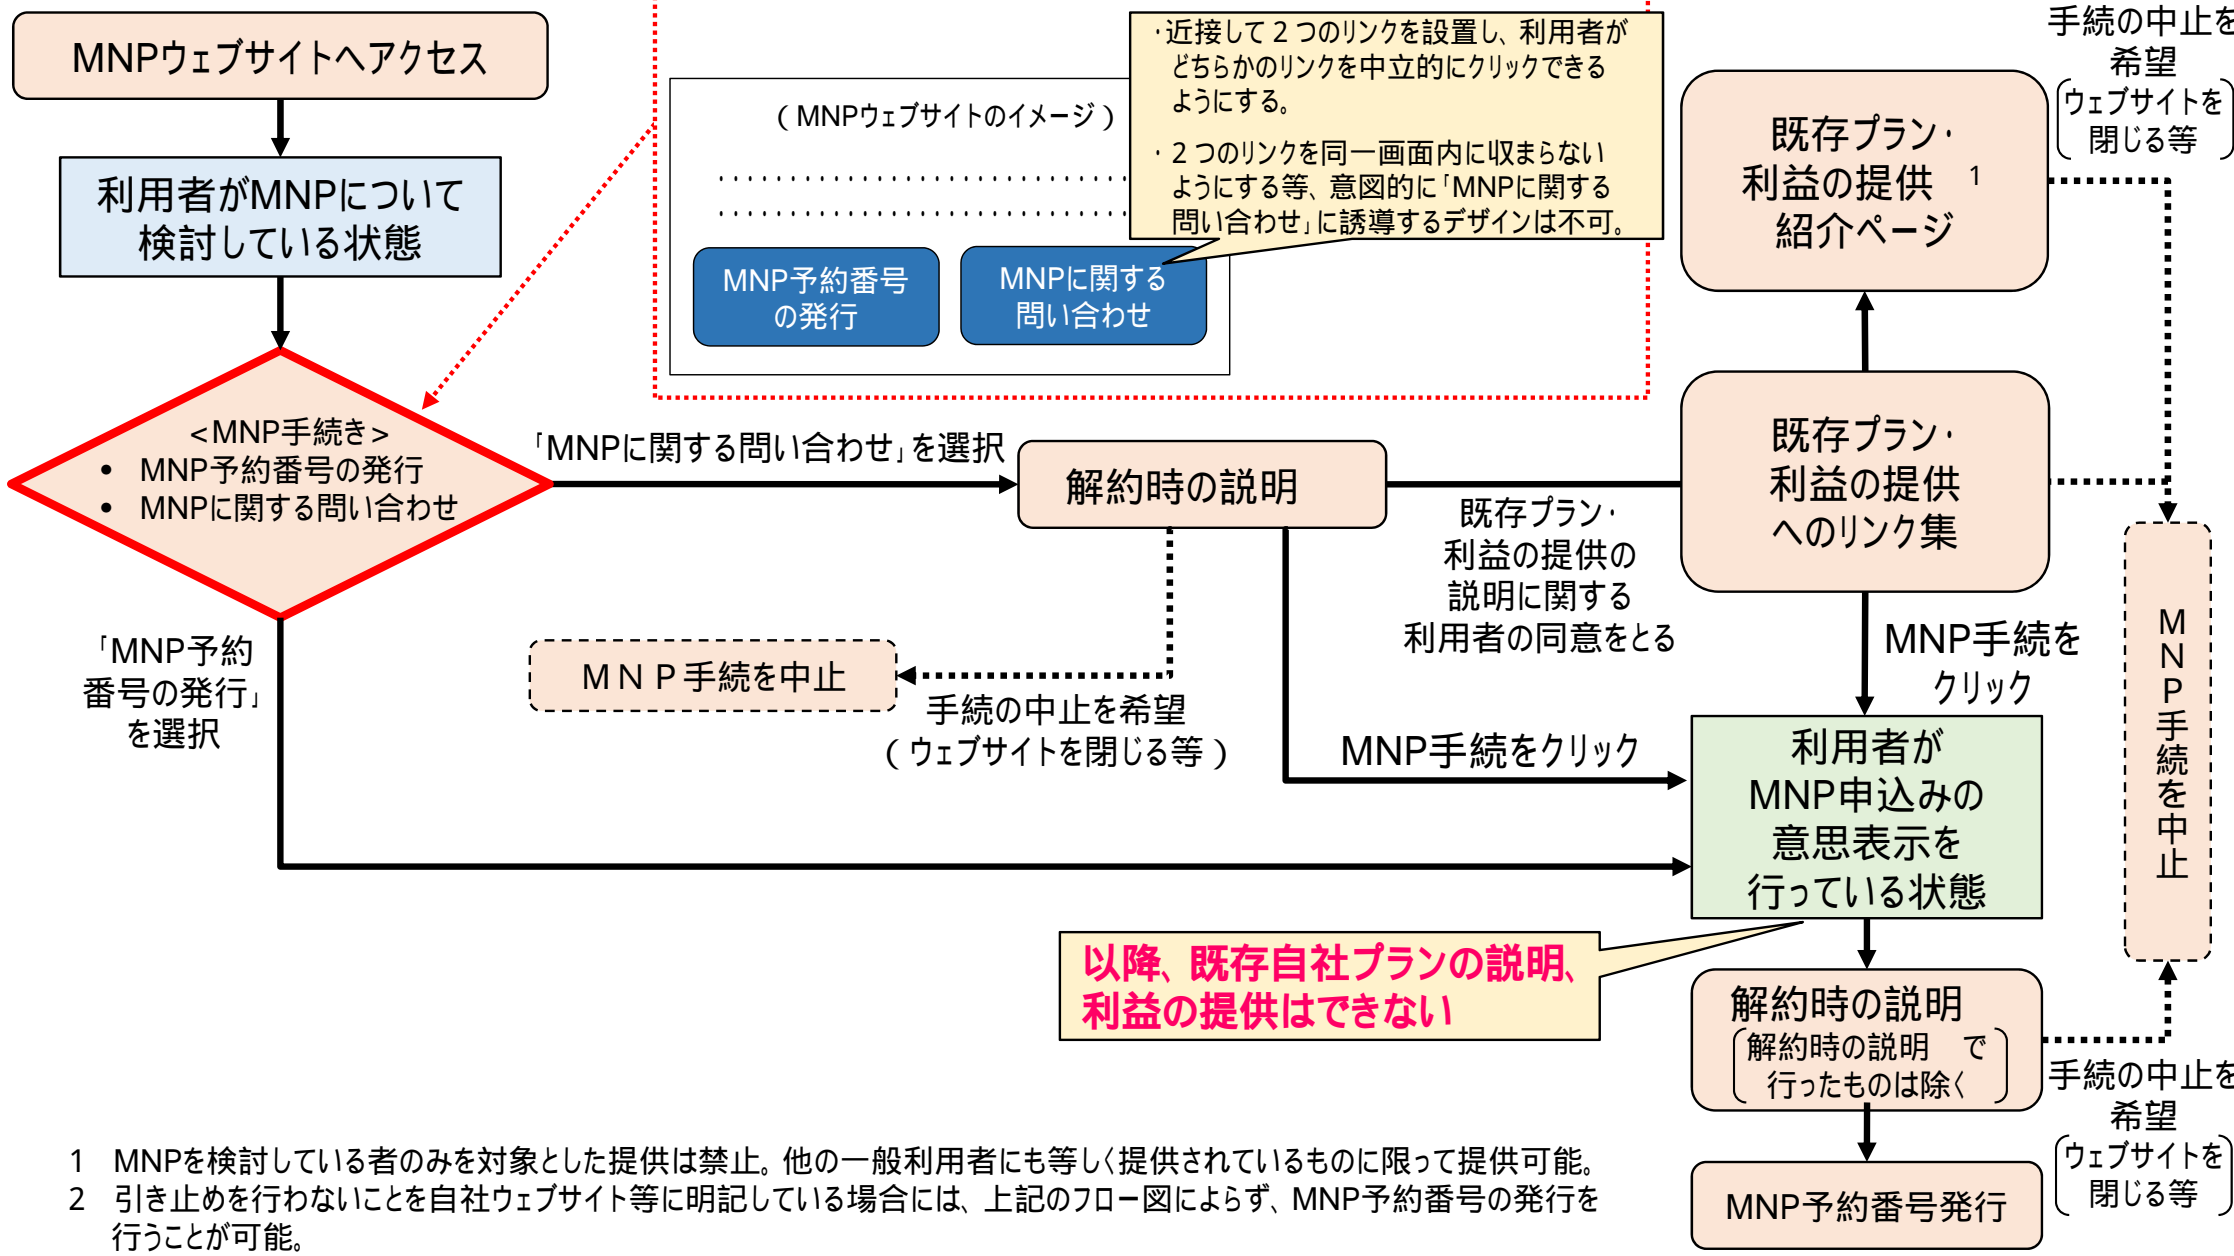 MNPウェブサイトへアクセス
利用者がMNPについて
検討している状態
<MNP手続き>
• MNP予約番号の発行
• MNPに関する問い合わせ
「MNP予約
番号の発行」
を選択
「MNPに関する問い合わせ」を選択
（MNPウェブサイトのイメージ）
MNP予約番号
の発行
MNPに関する
問い合わせ
・近接して２つのリンクを設置し、利用者が
どちらかのリンクを中立的にクリックできる
ようにする。
・２つのリンクを同一画面内に収まらない
ようにする等、意図的に「MNPに関する
問い合わせ」に誘導するデザインは不可。
解約時の説明
ＭＮＰ手続を中止
手続の中止を希望
（ウェブサイトを閉じる等）
既存プラン・
利益の提供の
説明に関する
利用者の同意をとる
MNP手続をクリック
既存プラン・
利益の提供 1
紹介ページ
既存プラン・
利益の提供
へのリンク集
手続の中止を
希望
ウェブサイトを
閉じる等
MNP手続を
クリック
ＭＮＰ手続を中止
利用者が
MNP申込みの
意思表示を
行っている状態
以降、既存自社プランの説明、
利益の提供はできない
解約時の説明
解約時の説明　で
行ったものは除く
手続の中止を
希望
ウェブサイトを
閉じる等
MNP予約番号発行
1　MNPを検討している者のみを対象とした提供は禁止。他の一般利用者にも等しく提供されているものに限って提供可能。
2　引き止めを行わないことを自社ウェブサイト等に明記している場合には、上記のフロー図によらず、MNP予約番号の発行を
行うことが可能。